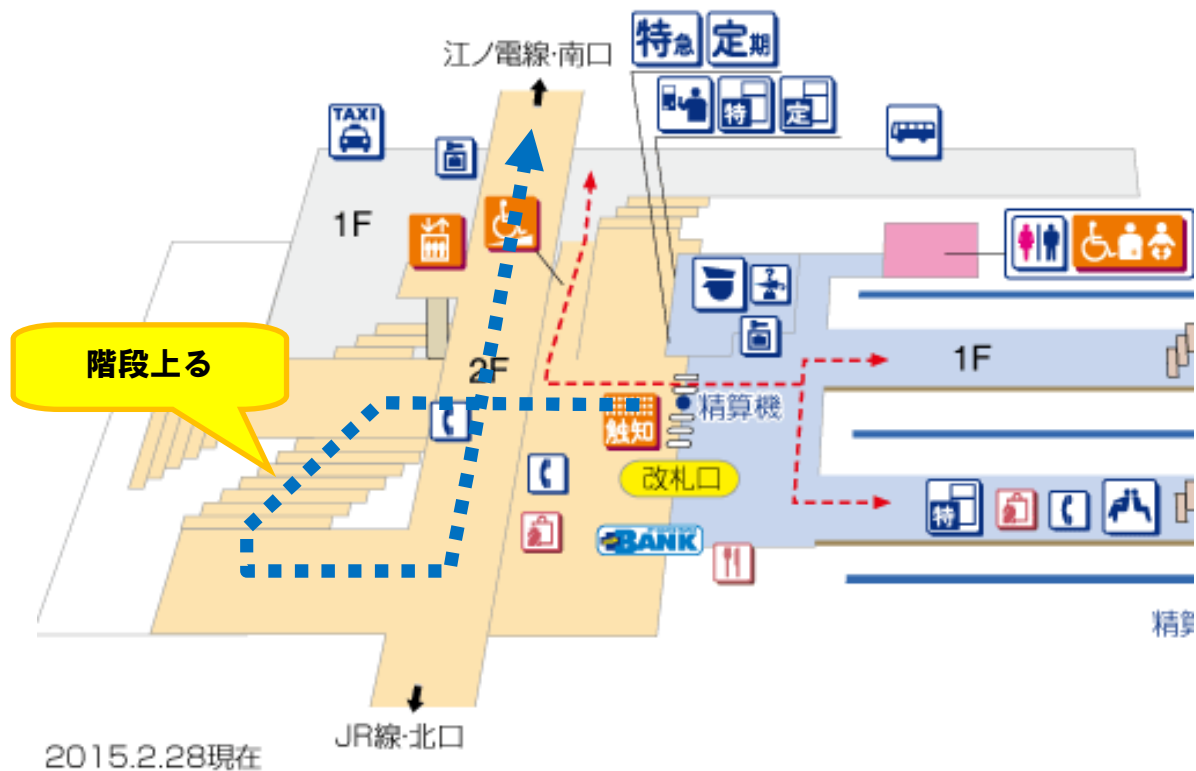 特急 定期
江ノ電線・南口
特 定
TAXI
1F
階段上る
2F
1F
触知
精算機
改札口
特
BANK
精算
JR線・北口
2015.2.28現在